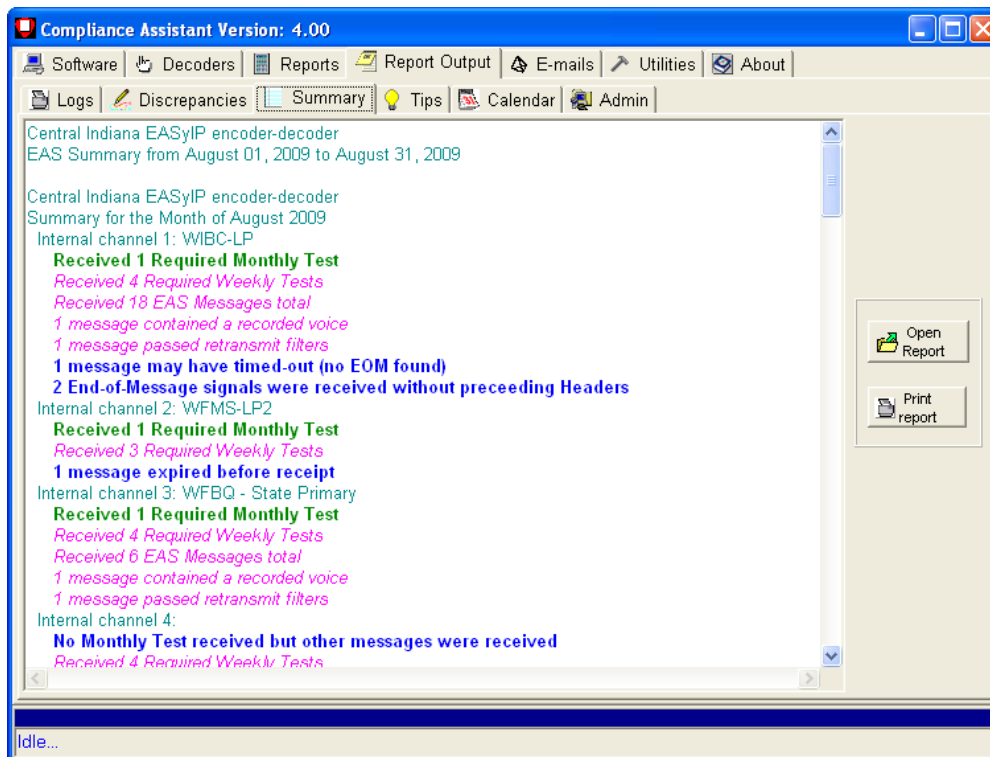 Compliance Assistant Version: 4.00
Software Decoders Reports Report Output E-mails Utilities About
Logs Discrepancies Summary Tips Calendar Admin
Central Indiana EASyIP encoder-decoder
EAS Summary from August 01, 2009 to August 31, 2009
Central Indiana EASyIP encoder-decoder
Summary for the Month of August 2009
Internal channel 1: WIBC-LP
Received 1 Required Monthly Test
Received 4 Required Weekly Tests
Received 18 EAS Messages total
1 message contained a recorded voice
1 message passed retransmit filters
1 message may have timed-out (no EOM found)
2 End-of-Message signals were received without preceeding Headers
Internal channel 2: WFMS-LP2
Received 1 Required Monthly Test
Received 3 Required Weekly Tests
1 message expired before receipt
Internal channel 3: WFBQ - State Primary
Received 1 Required Monthly Test
Received 4 Required Weekly Tests
Received 6 EAS Messages total
1 message contained a recorded voice
1 message passed retransmit filters
Internal channel 4:
No Monthly Test received but other messages were received
Received 4 Required Weekly Tests
Open
Report
Print
report
Idle...